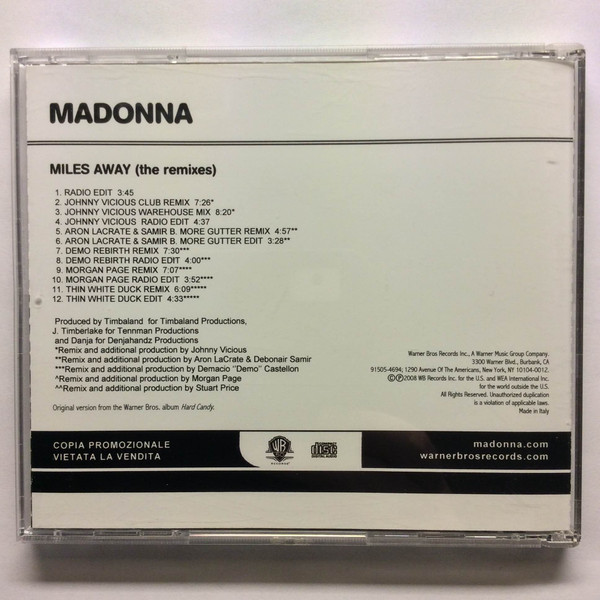 MADONNA
MILES AWAY (the remixes)
1. RADIO EDIT 3:45
2. JOHNNY VICIOUS CLUB REMIX 7:26*
3. JOHNNY VICIOUS WAREHOUSE MIX 8:20*
4. JOHNNY VICIOUS RADIO EDIT 4:37
5. ARON LACRATE & SAMIR B. MORE GUTTER REMIX 4:57**
6. ARON LACRATE & SAMIR B. MORE GUTTER EDIT 3:28**
7. DEMO REBIRTH REMIX 7:30***
8. DEMO REBIRTH RADIO EDIT 4:00***
9. MORGAN PAGE REMIX 7:07****
10. MORGAN PAGE RADIO EDIT 3:52****
11. THIN WHITE DUCK REMIX 6:09*****
12. THIN WHITE DUCK EDIT 4:33*****
Produced by Timbaland for Timbaland Productions,
J. Timberlake for Tennman Productions
and Danja for Denjahandz Productions
*Remix and additional production by Johnny Vicious
**Remix and additional production by Aron LaCrate & Debonair Samir
***Remix and additional production by Demacio "Demo" Castellon
^Remix and additional production by Morgan Page
^^Remix and additional production by Stuart Price
Original version from the Warner Bros. album Hard Candy.
Warner Bros Records Inc., A Warner Music Group Company.
3300 Warner Blvd., Burbank, CA
91505-4694; 1290 Avenue Of The Americas, New York, NY 10104-0012.
©℗2008 WB Records Inc. for the U.S. and WEA International Inc.
for the world outside the U.S.
All Rights Reserved. Unauthorized duplication
is a violation of applicable laws.
Made in Italy
COPIA PROMOZIONALE
VIETATA LA VENDITA
WB
RECORDS
COMPACT
disc
DIGITAL AUDIO
madonna.com
warnerbrosrecords.com